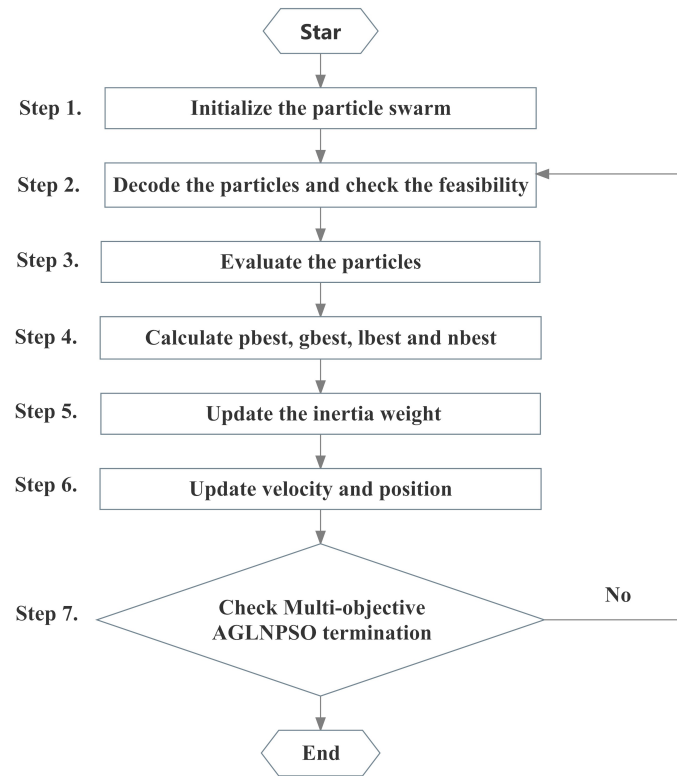 Star
Step 1.
Initialize the particle swarm
Step 2.
Decode the particles and check the feasibility
Step 3.
Evaluate the particles
Step 4.
Calculate pbest, gbest, lbest and nbest
Step 5.
Update the inertia weight
Step 6.
Update velocity and position
Step 7.
Check Multi-objective
AGLNPSO termination
No
End